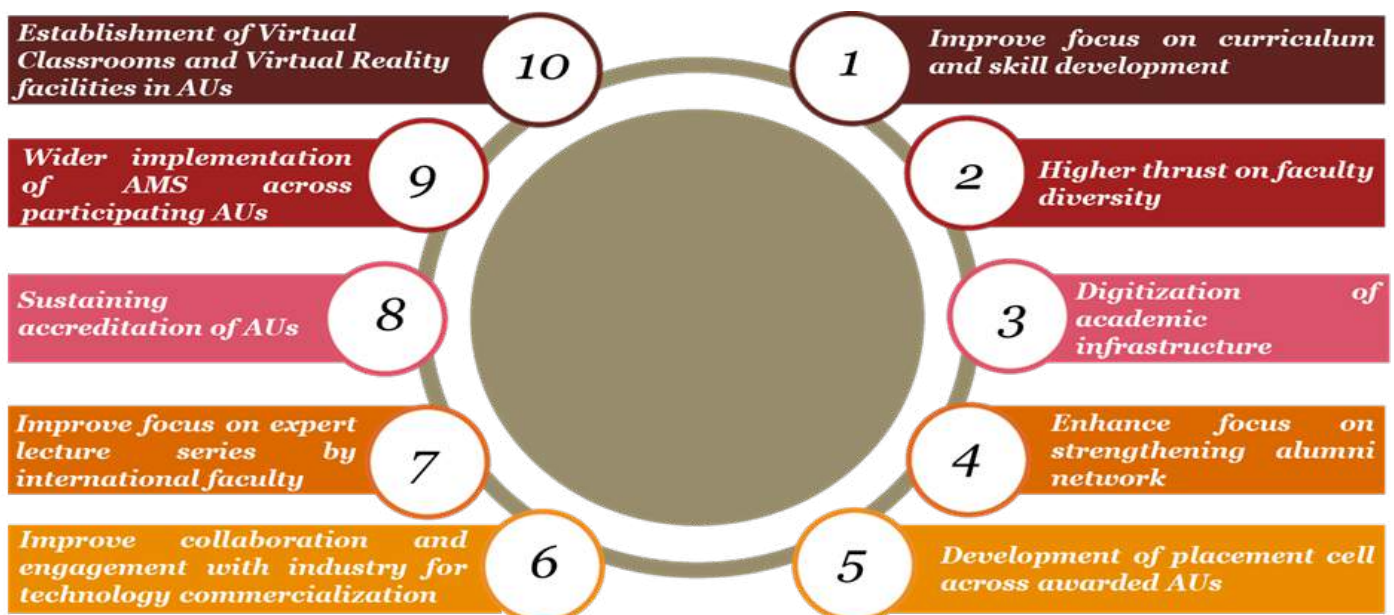 1
Improve focus on curriculum
and skill development
2
Higher thrust on faculty
diversity
3
Digitization of
academic
infrastructure
4
Enhance focus on
strengthening alumni
network
5
Development of placement cell
across awarded AUs
6
Improve collaboration and
engagement with industry for
technology commercialization
7
Improve focus on expert
lecture series by
international faculty
8
Sustaining
accreditation of AUs
9
Wider implementation
of AMS across
participating AUs
10
Establishment of Virtual
Classrooms and Virtual Reality
facilities in AUs